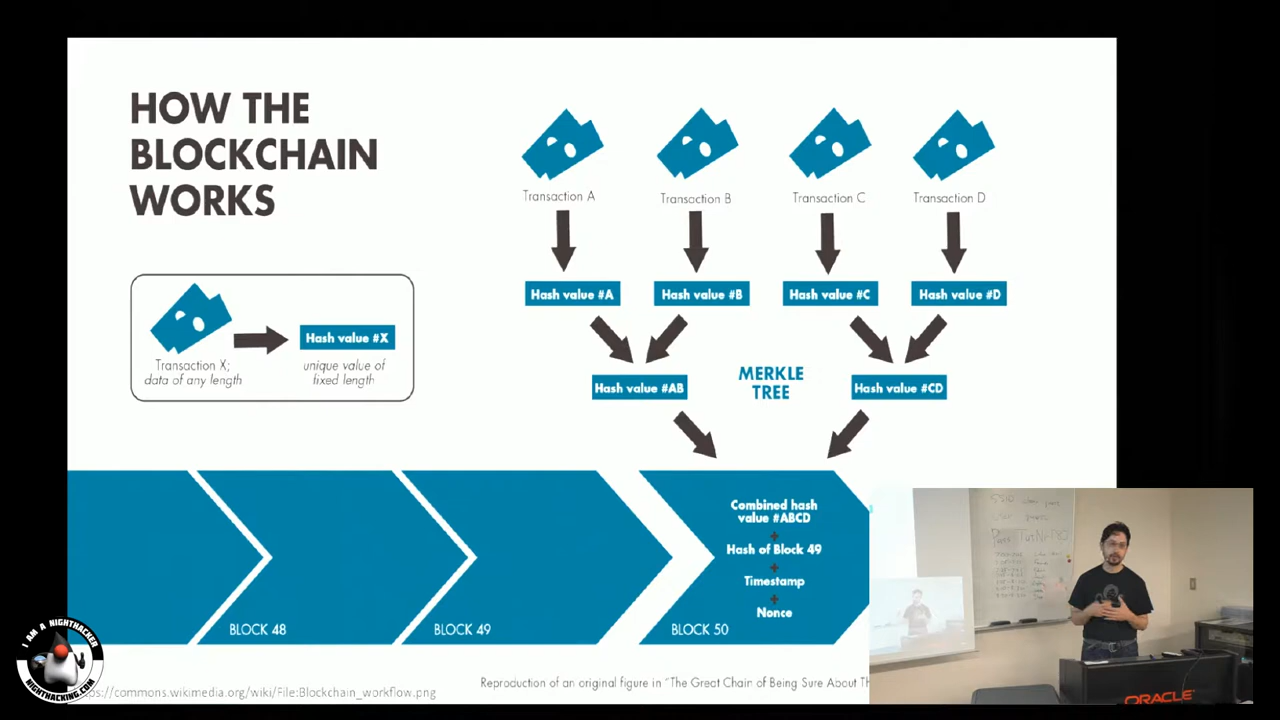 HOW THE
BLOCKCHAIN
WORKS
Transaction A
Transaction B
Transaction C
Transaction D
Hash value #A
Hash value #B
Hash value #C
Hash value #D
Transaction X;
data of any length
Hash value #X
unique value of
fixed length
Hash value #AB
MERKLE
TREE
Hash value #CD
BLOCK 48
BLOCK 49
BLOCK 50
Combined hash
value #ABCD
+
Hash of Block 49
+
Timestamp
+
Nonce
I AM A NIGHTHACKER
NIGHTHACKING.COM
s://commons.wikimedia.org/wiki/File:Blockchain_workflow.png
Reproduction of an original figure in "The Great Chain of Being Sure About Th
ORACLE